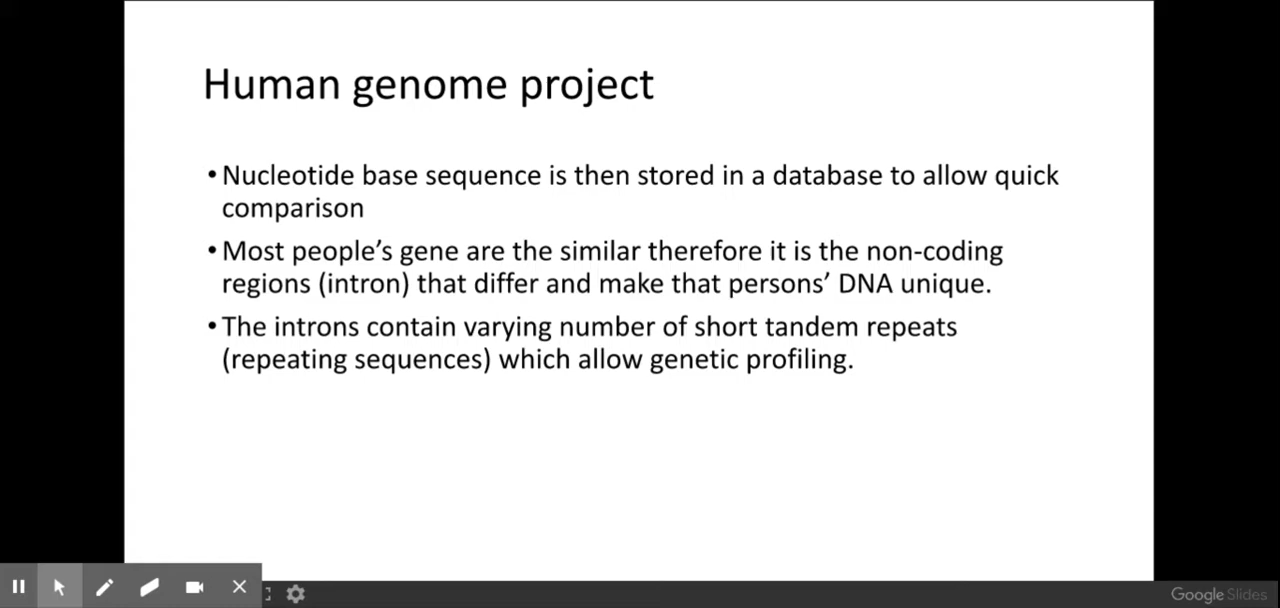 Human genome project
•Nucleotide base sequence is then stored in a database to allow quick
comparison
•Most people’s gene are the similar therefore it is the non-coding
regions (intron) that differ and make that persons’ DNA unique.
•The introns contain varying number of short tandem repeats
(repeating sequences) which allow genetic profiling.
Google Slides